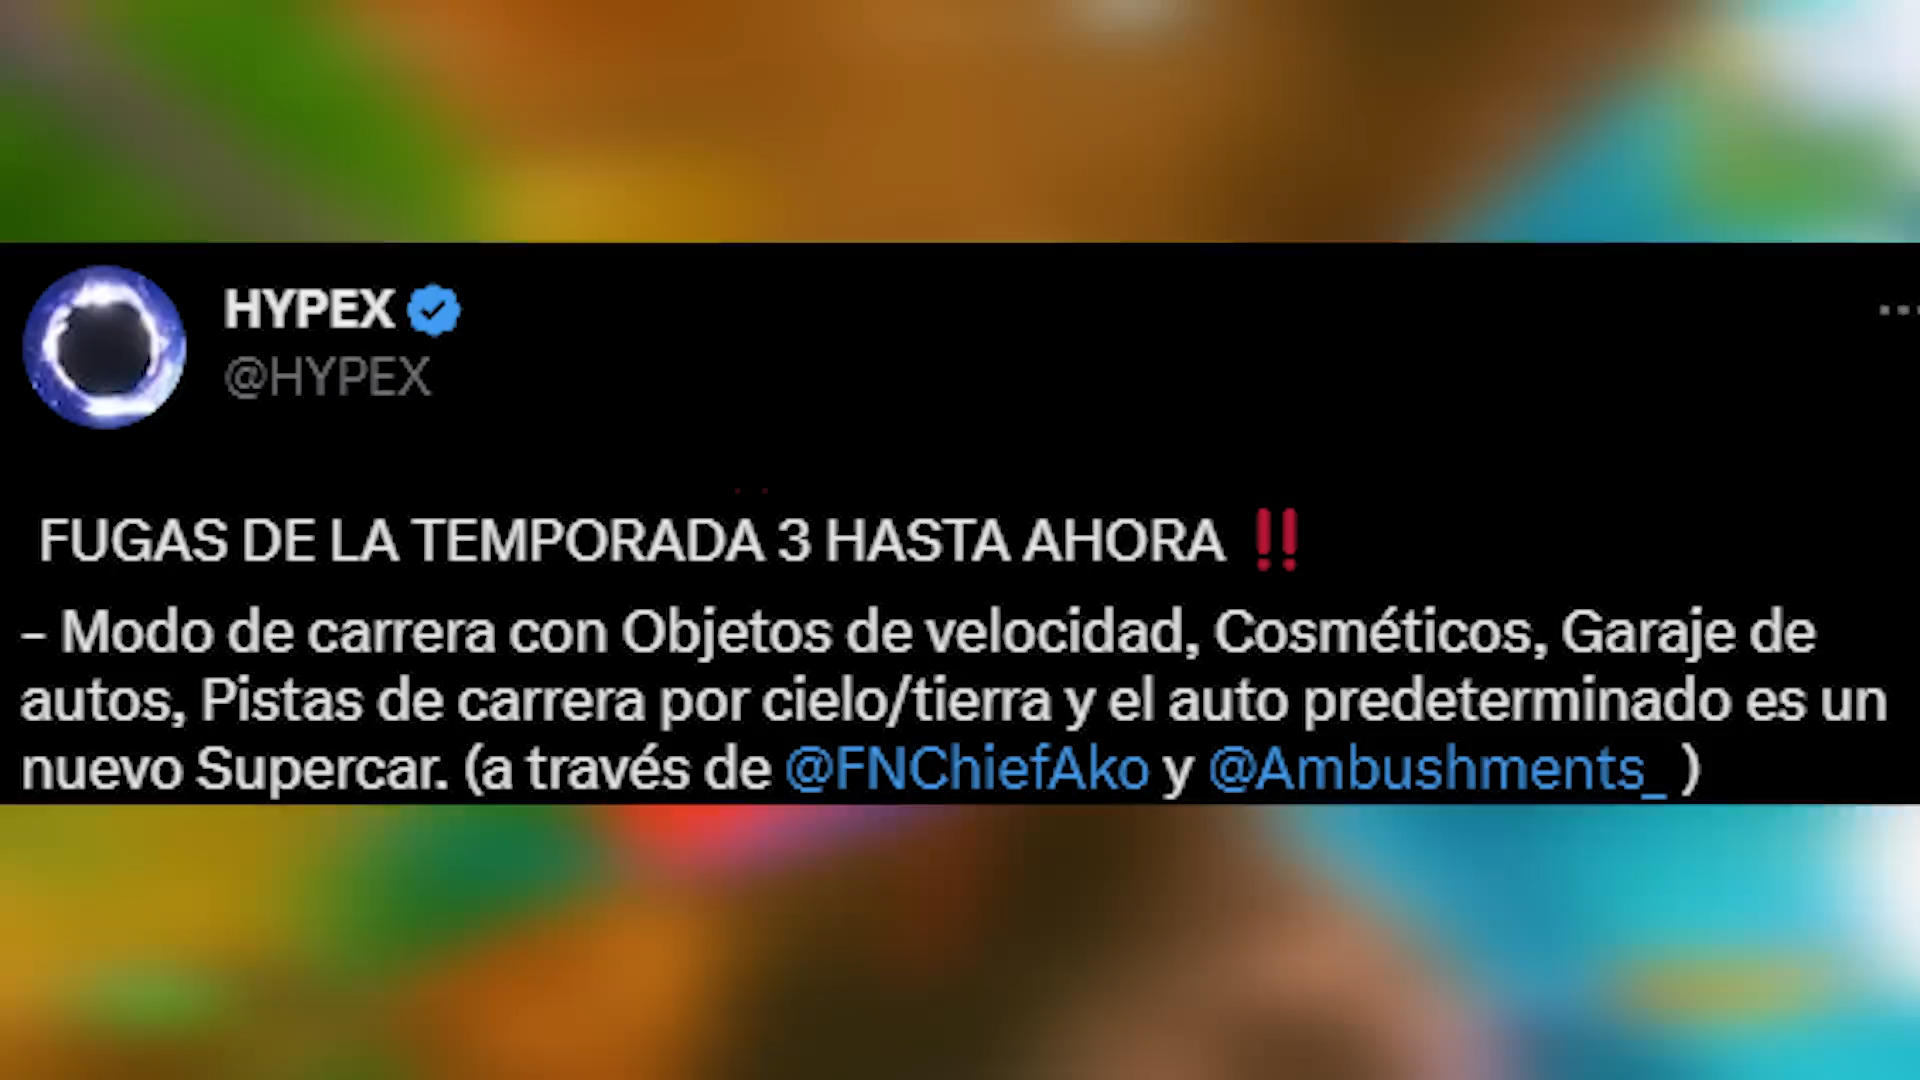 HYPEX
@HYPEX
FUGAS DE LA TEMPORADA 3 HASTA AHORA ‼️
– Modo de carrera con Objetos de velocidad, Cosméticos, Garaje de
autos, Pistas de carrera por cielo/tierra y el auto predeterminado es un
nuevo Supercar. (a través de @FNChiefAko y @Ambushments_ )